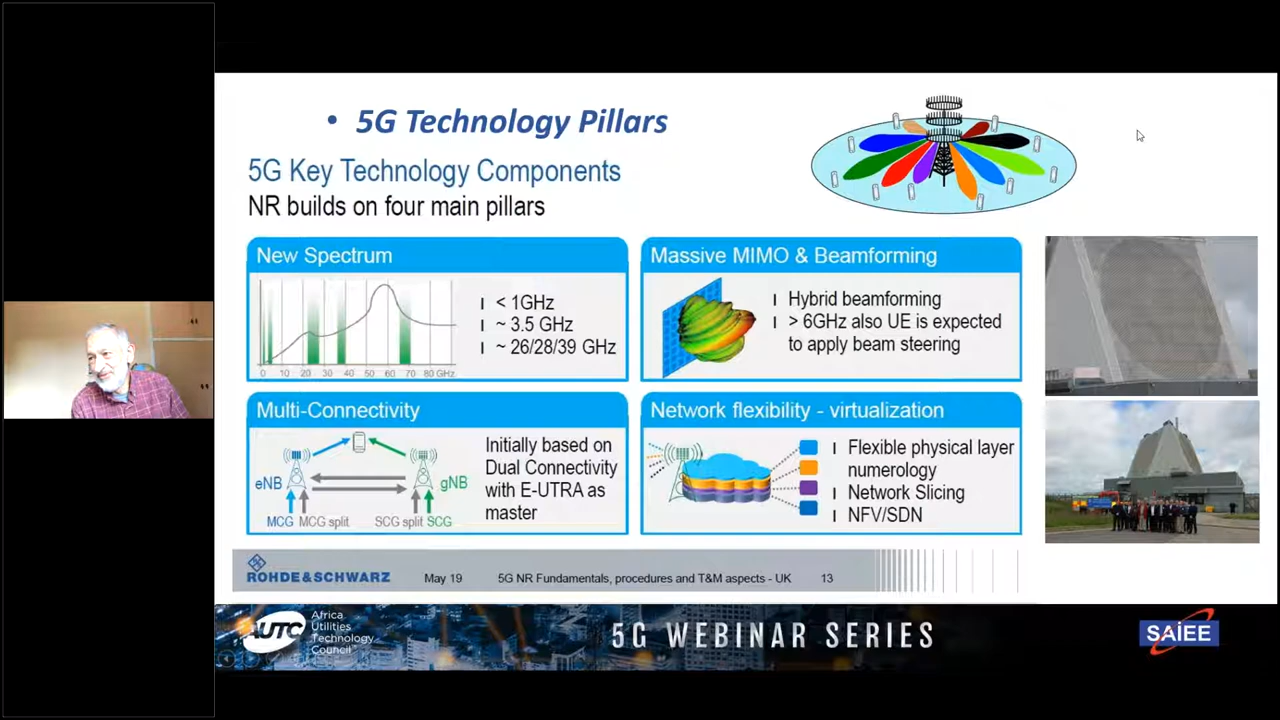 • 5G Technology Pillars
5G Key Technology Components
NR builds on four main pillars
New Spectrum
< 1GHz
~ 3.5 GHz
~ 26/28/39 GHz
0 10 20 30 40 50 60 70 80 GHz
Massive MIMO & Beamforming
Hybrid beamforming
> 6GHz also UE is expected
to apply beam steering
Multi-Connectivity
eNB
gNB
MCG MCG split SCG split SCG
Initially based on
Dual Connectivity
with E-UTRA as
master
Network flexibility - virtualization
Flexible physical layer
numerology
Network Slicing
NFV/SDN
ROHDE&SCHWARZ
May 19
5G NR Fundamentals, procedures and T&M aspects - UK
13
AUTC
Africa
Utilities
Technology
Council
5G WEBINAR SERIES
SAIEE